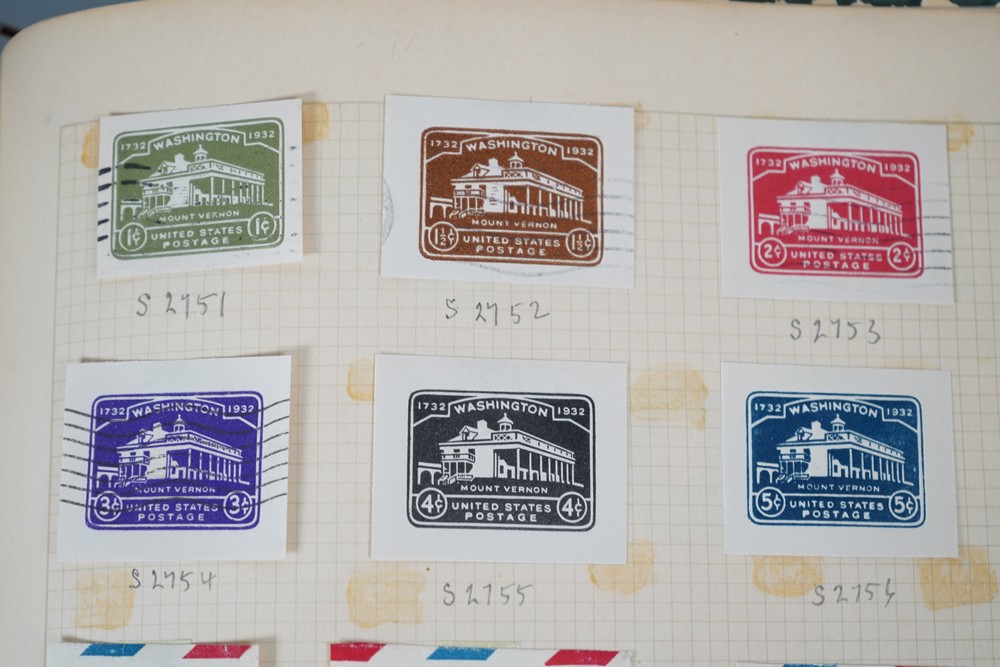 1732 WASHINGTON 1932
MOUNT VERNON
1¢ UNITED STATES 1¢
POSTAGE
S 2751
1732 WASHINGTON 1932
MOUNT VERNON
1½¢ UNITED STATES 1½¢
POSTAGE
S 2752
1732 WASHINGTON 1932
MOUNT VERNON
2¢ UNITED STATES 2¢
POSTAGE
S 2753
1732 WASHINGTON 1932
MOUNT VERNON
3¢ UNITED STATES 3¢
POSTAGE
S 2754
1732 WASHINGTON 1932
MOUNT VERNON
4¢ UNITED STATES 4¢
POSTAGE
S 2755
1732 WASHINGTON 1932
MOUNT VERNON
5¢ UNITED STATES 5¢
POSTAGE
S 2756